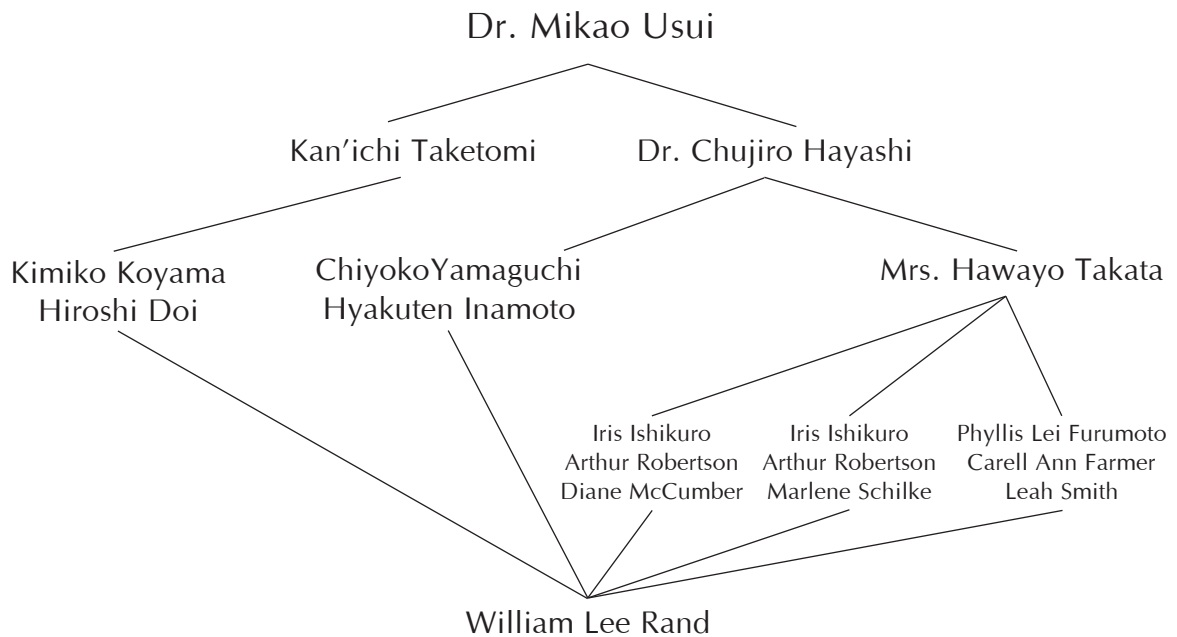 Dr. Mikao Usui
Kan'ichi Taketomi
Dr. Chujiro Hayashi
Kimiko Koyama
Hiroshi Doi
ChiyokoYamaguchi
Hyakuten Inamoto
Mrs. Hawayo Takata
Iris Ishikuro
Arthur Robertson
Diane McCumber
Iris Ishikuro
Arthur Robertson
Marlene Schilke
Phyllis Lei Furumoto
Carell Ann Farmer
Leah Smith
William Lee Rand